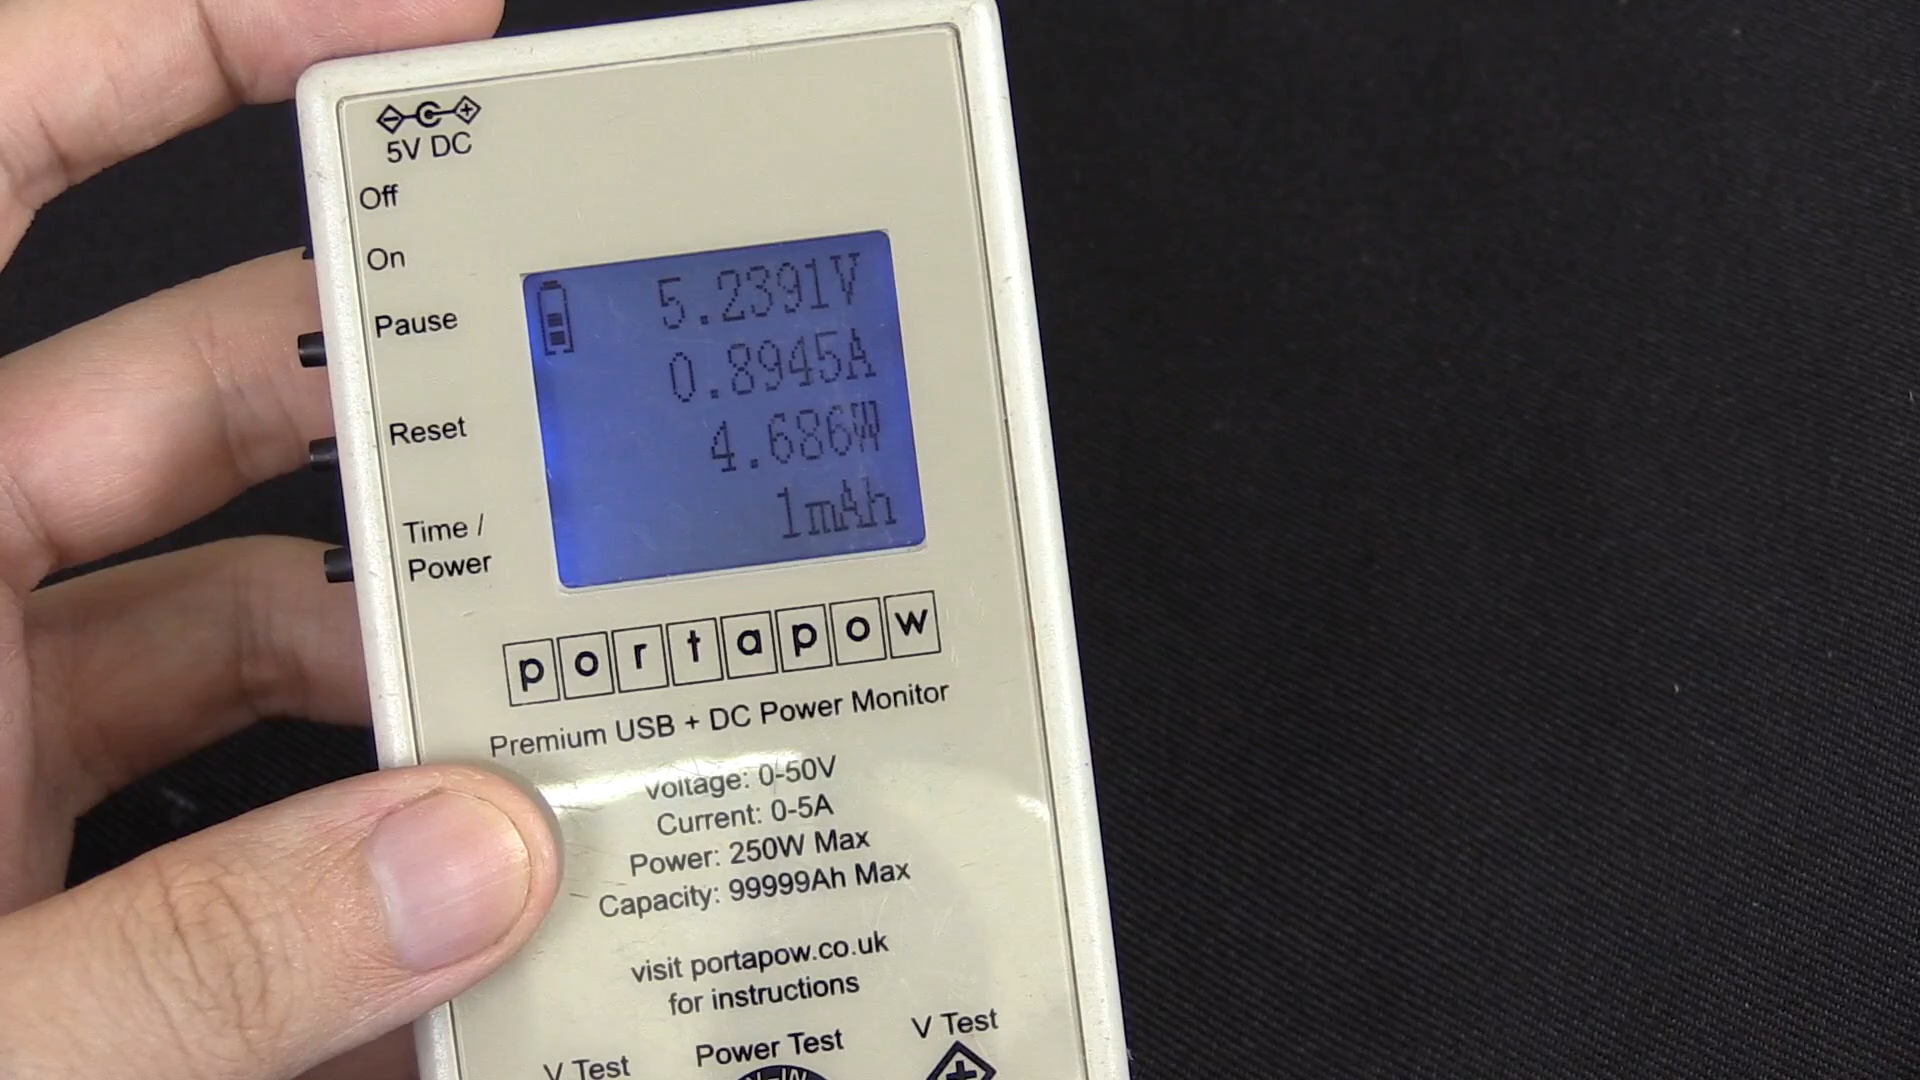 5V DC
Off
On
Pause
Reset
Time /
Power
5.2391V
0.8945A
4.686W
1mAh
portapow
Premium USB + DC Power Monitor
Voltage: 0-50V
Current: 0-5A
Power: 250W Max
Capacity: 99999Ah Max
visit portapow.co.uk
for instructions
V Test
Power Test
V Test